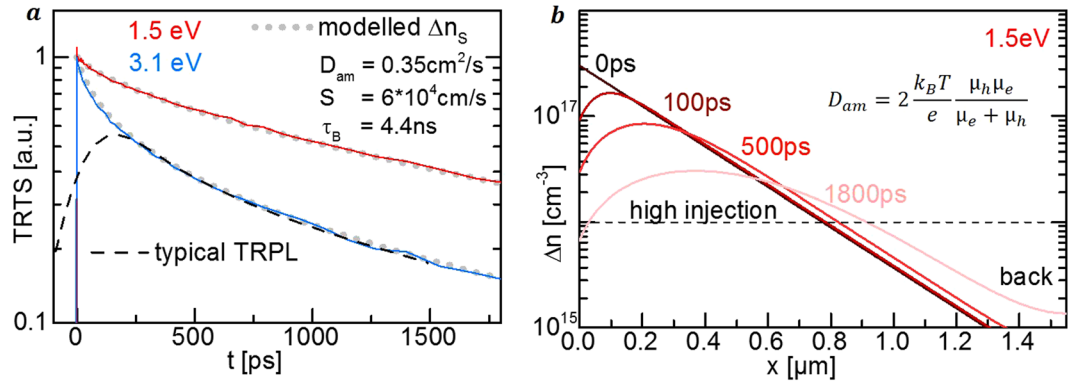 a
1.5 eV
3.1 eV
modelled Δn_S
D_am = 0.35cm²/s
S = 6*10⁴cm/s
τ_B = 4.4ns
typical TRPL
TRTS [a.u.]
1
0.1
0 500 1000 1500
t [ps]
b
1.5eV
0ps
100ps
500ps
1800ps
D_am = 2 k_BT/e μ_hμ_e/μ_e + μ_h
high injection
back
Δn [cm⁻³]
10¹⁷
10¹⁵
0.0 0.2 0.4 0.6 0.8 1.0 1.2 1.4
x [μm]